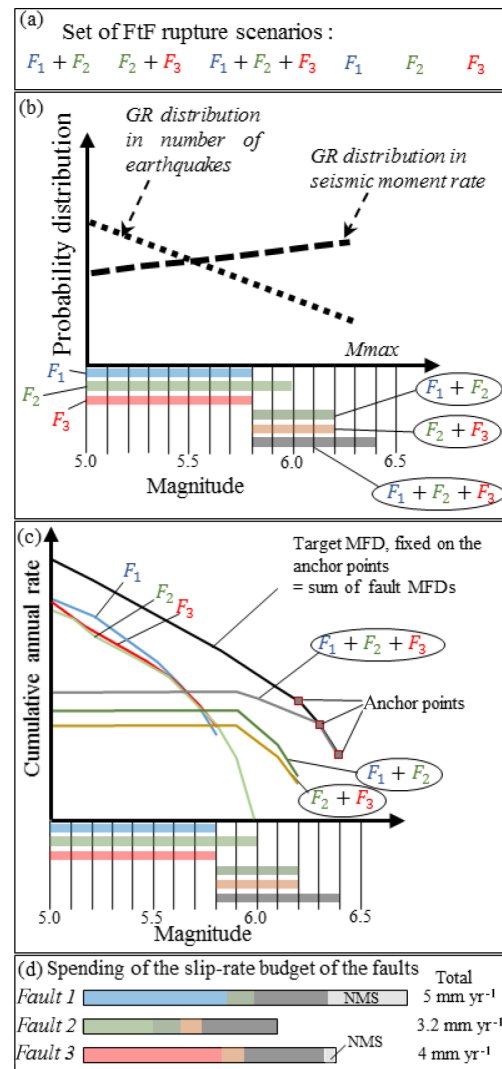 (a)
Set of FtF rupture scenarios :
F₁ + F₂ F₂ + F₃ F₁ + F₂ + F₃ F₁ F₂ F₃
(b)
GR distribution
in number of
earthquakes
GR distribution in
seismic moment rate
Probability distribution
Mmax
F₁
F₂
F₃
F₁ + F₂
F₂ + F₃
F₁ + F₂ + F₃
5.0 5.5 6.0 6.5
Magnitude
(c)
Target MFD, fixed on the
anchor points
= sum of fault MFDs
F₁
F₂
F₃
F₁ + F₂ + F₃
Anchor points
F₁ + F₂
F₂ + F₃
Cumulative annual rate
5.0 5.5 6.0 6.5
Magnitude
(d) Spending of the slip-rate budget of the faults
Total
Fault 1 NMS 5 mm yr⁻¹
Fault 2 3.2 mm yr⁻¹
Fault 3 4 mm yr⁻¹
NMS